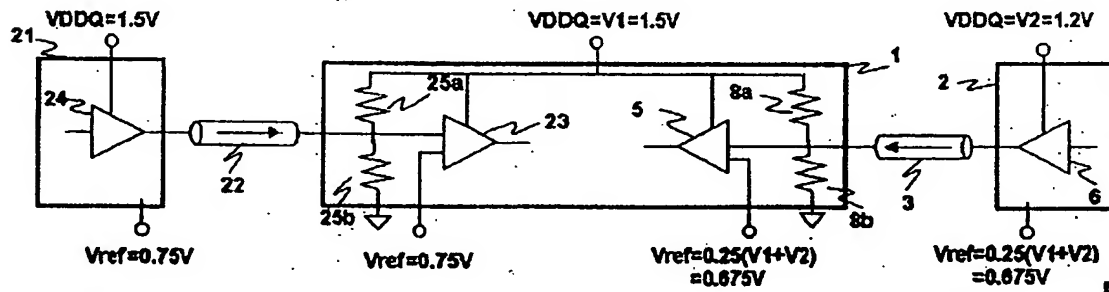 VDDQ=1.5V
VDDQ=V1=1.5V
VDDQ=V2=1.2V
21
1
25a
8a
2
24
5
23
22
3
6
25b
8b
Vref=0.75V
Vref=0.75V
Vref=0.25(V1+V2)
=0.675V
Vref=0.25(V1+V2)
=0.675V